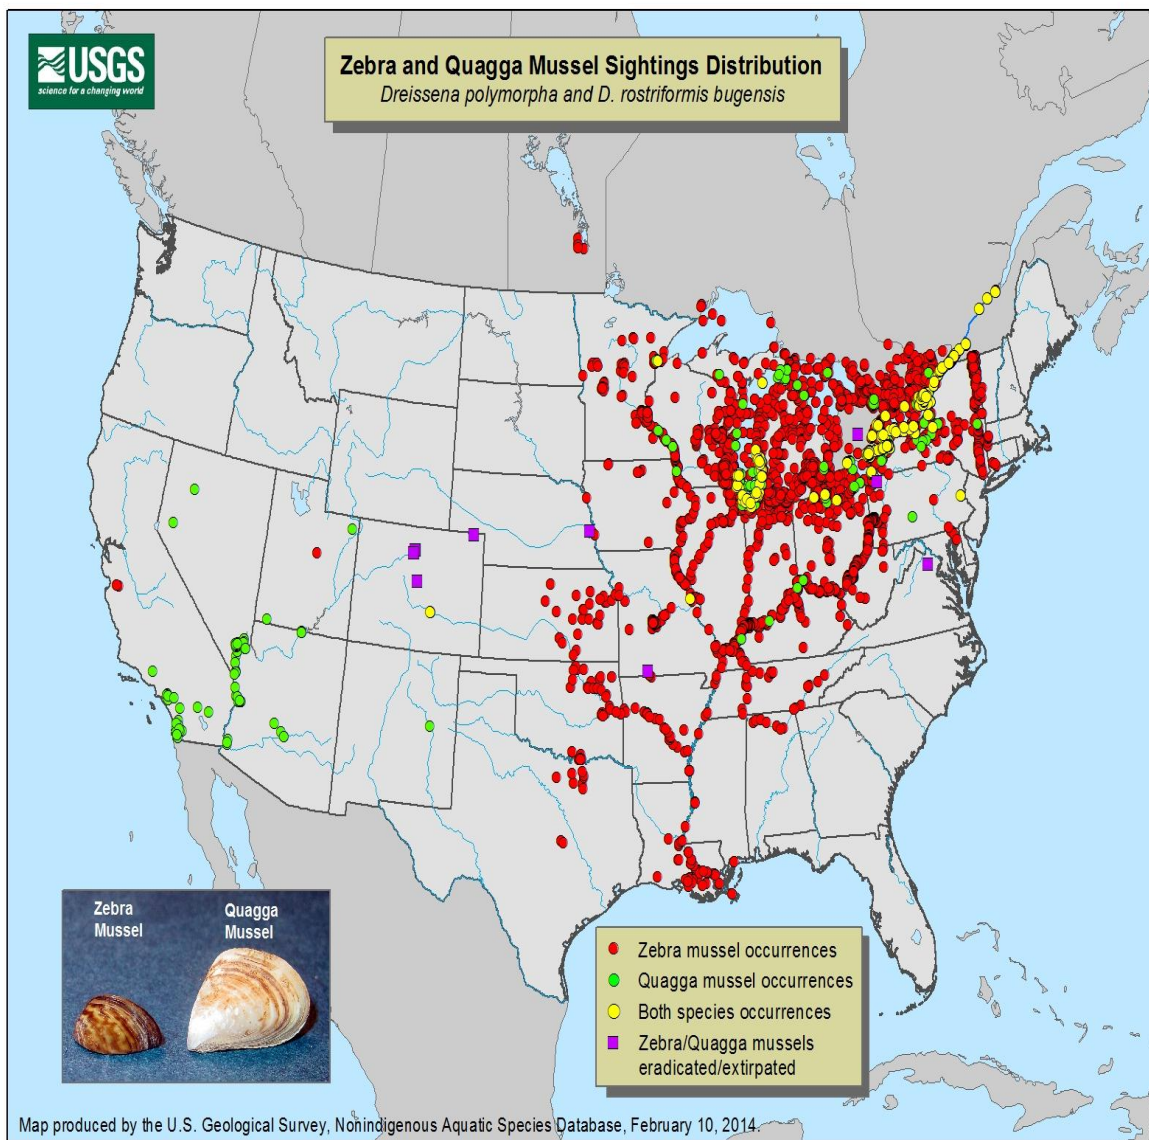 USGS
science for a changing world
Zebra and Quagga Mussel Sightings Distribution
Dreissena polymorpha and D. rostriformis bugensis
Zebra
Mussel
Quagga
Mussel
Zebra mussel occurrences
Quagga mussel occurrences
Both species occurrences
Zebra/Quagga mussels
eradicated/extirpated
Map produced by the U.S. Geological Survey, Nonindigenous Aquatic Species Database, February 10, 2014.